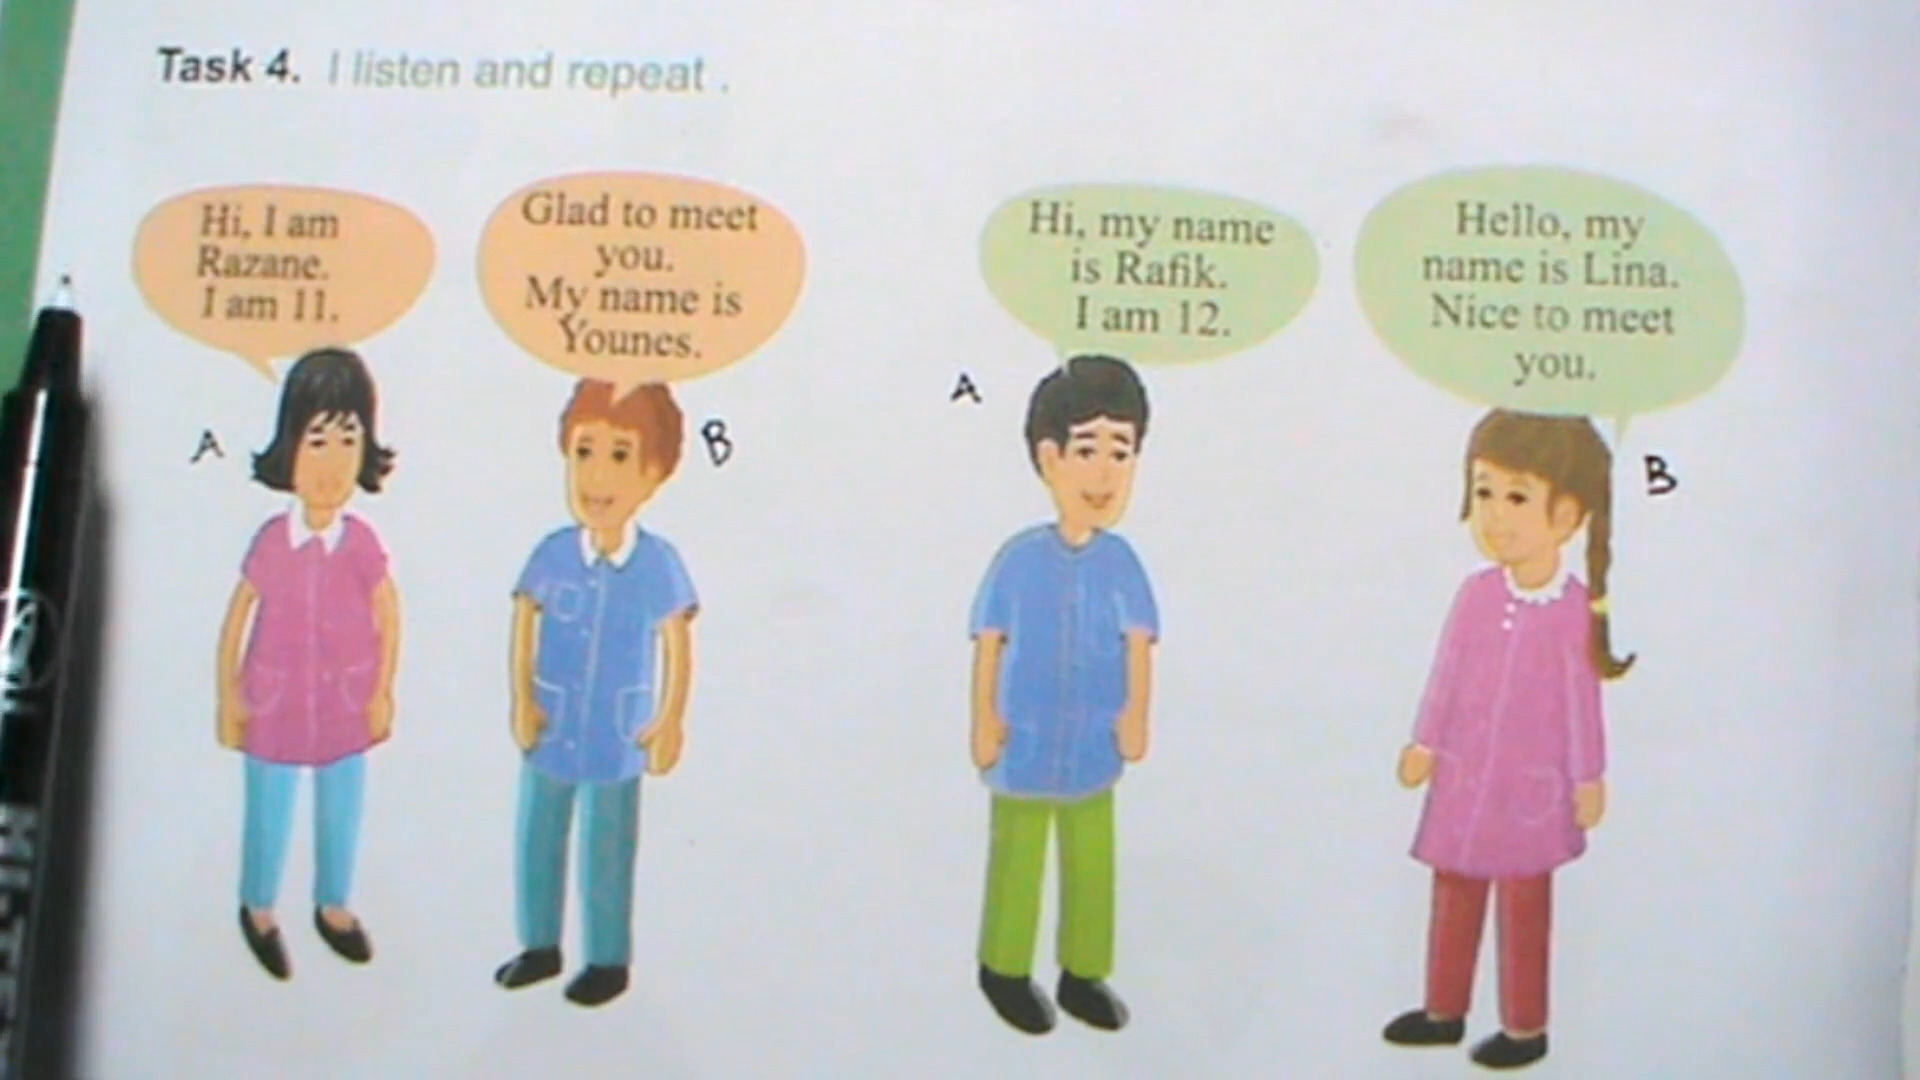 Task 4. I listen and repeat .
Hi, I am
Razane.
I am 11.
A
Glad to meet
you.
My name is
Younes.
B
Hi, my name
is Rafik.
I am 12.
A
Hello, my
name is Lina.
Nice to meet
you.
B